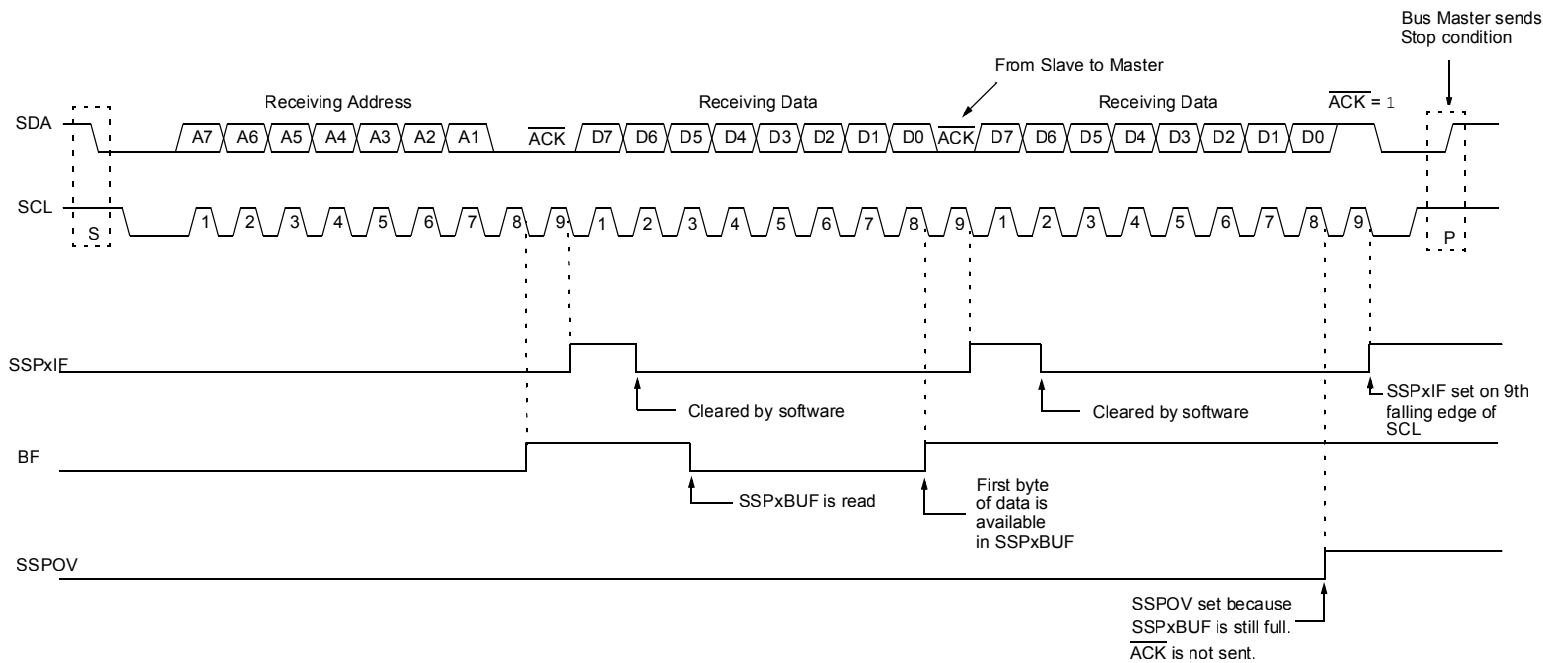 Bus Master sends
Stop condition
From Slave to Master
Receiving Address
Receiving Data
Receiving Data
ACK = 1
SDA
A7 A6 A5 A4 A3 A2 A1 ACK D7 D6 D5 D4 D3 D2 D1 D0 ACK D7 D6 D5 D4 D3 D2 D1 D0
SCL
S
1 2 3 4 5 6 7 8 9 1 2 3 4 5 6 7 8 9 1 2 3 4 5 6 7 8 9
P
SSPxIF
Cleared by software
Cleared by software
SSPxIF set on 9th
falling edge of
SCL
BF
SSPxBUF is read
First byte
of data is
available
in SSPxBUF
SSPOV
SSPOV set because
SSPxBUF is still full.
ACK is not sent.